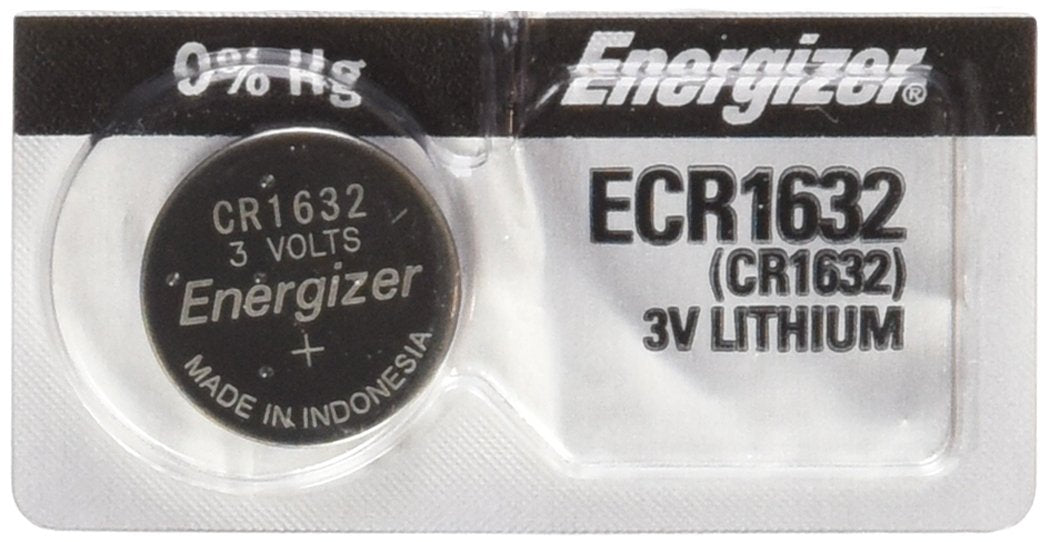 0% Hg
Energizer®
CR1632
3 VOLTS
Energizer
+
MADE IN INDONESIA
ECR1632
(CR1632)
3V LITHIUM